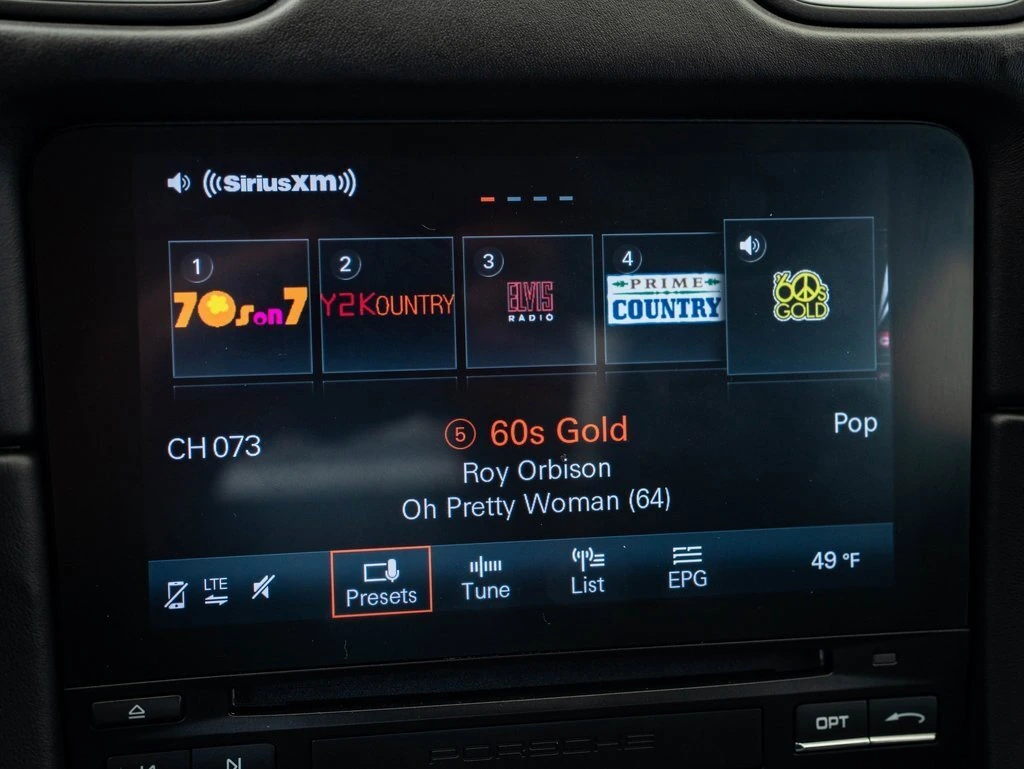 SiriusXM
1
70s on 7
2
Y2KOUNTRY
3
ELVIS
RADIO
4
PRIME
COUNTRY
'60s
GOLD
CH 073
5 60s Gold
Pop
Roy Orbison
Oh Pretty Woman (64)
LTE
Presets
Tune
List
EPG
49 °F
OPT
PORSCHE